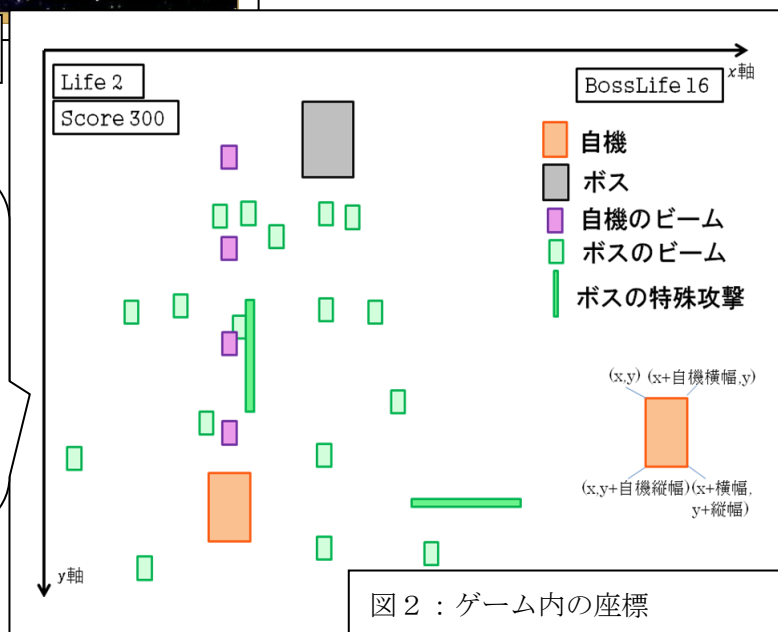 x軸
Life 2
BossLife 16
Score 300
自機
ボス
自機のビーム
ボスのビーム
ボスの特殊攻撃
(x,y) (x+自機横幅,y)
(x,y+自機縦幅)(x+横幅,
y+縦幅)
y軸
図2:ゲーム内の座標